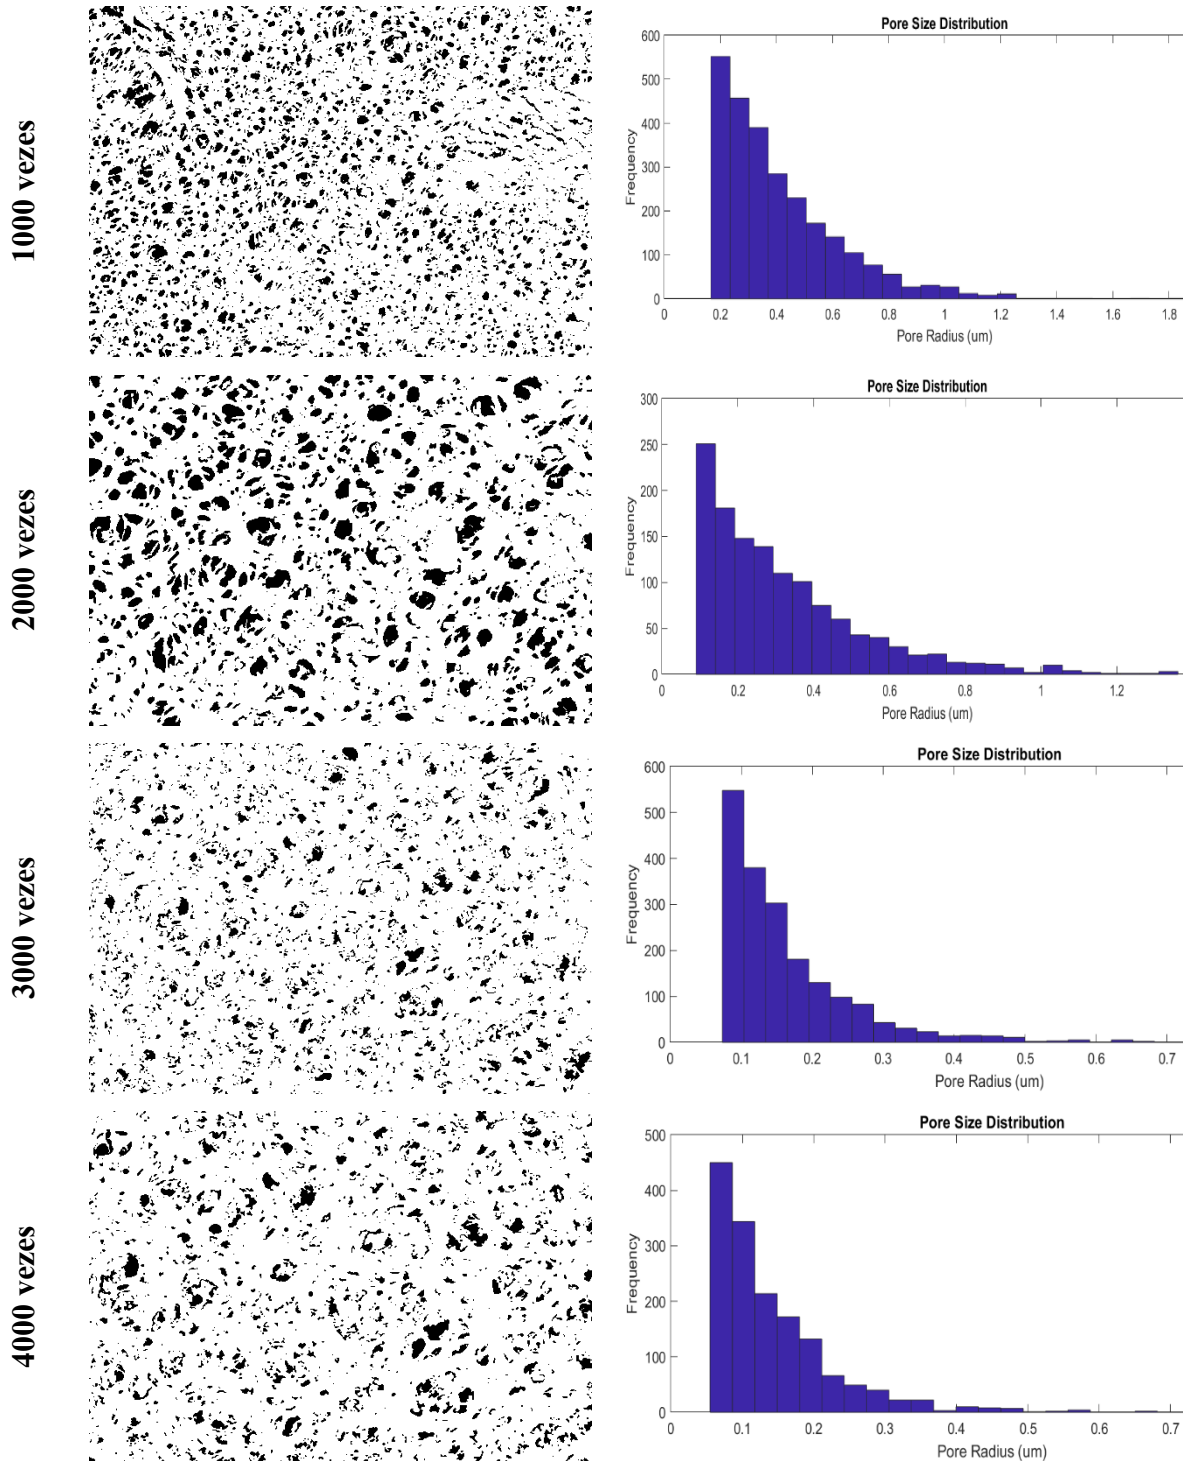 1000 vezes
Pore Size Distribution
600
500
400
300
200
100
0
Frequency
0 0.2 0.4 0.6 0.8 1 1.2 1.4 1.6 1.8
Pore Radius (um)
2000 vezes
Pore Size Distribution
300
250
200
150
100
50
0
Frequency
0 0.2 0.4 0.6 0.8 1 1.2
Pore Radius (um)
3000 vezes
Pore Size Distribution
600
500
400
300
200
100
0
Frequency
0 0.1 0.2 0.3 0.4 0.5 0.6 0.7
Pore Radius (um)
4000 vezes
Pore Size Distribution
500
400
300
200
100
0
Frequency
0 0.1 0.2 0.3 0.4 0.5 0.6 0.7
Pore Radius (um)